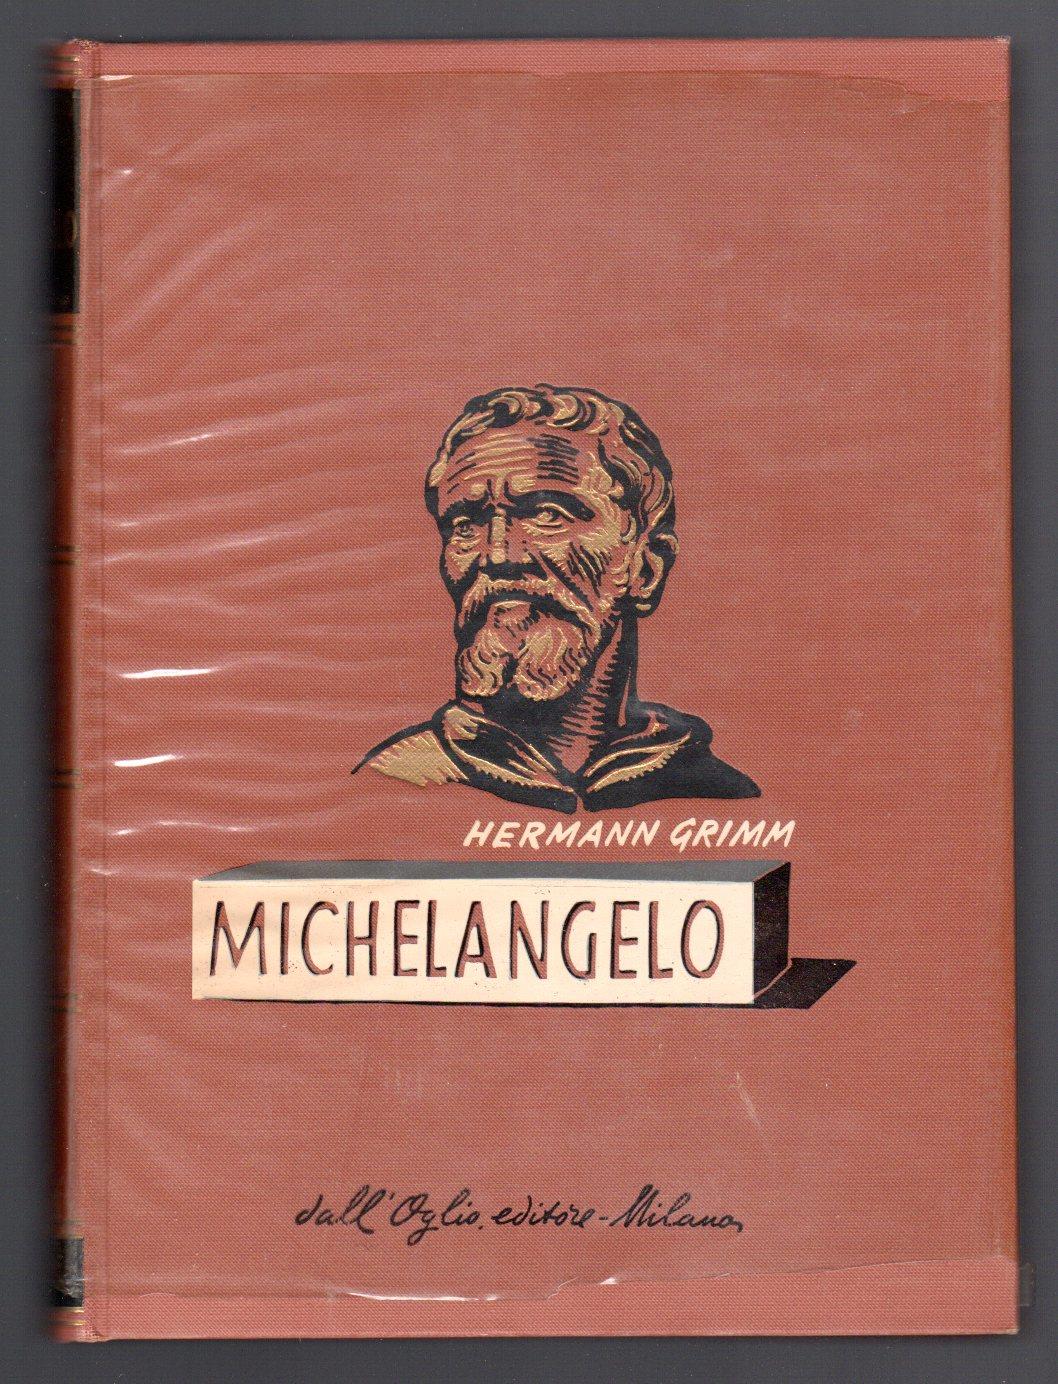 HERMANN GRIMM
MICHELANGELO
dall'Oglio, editore - Milano